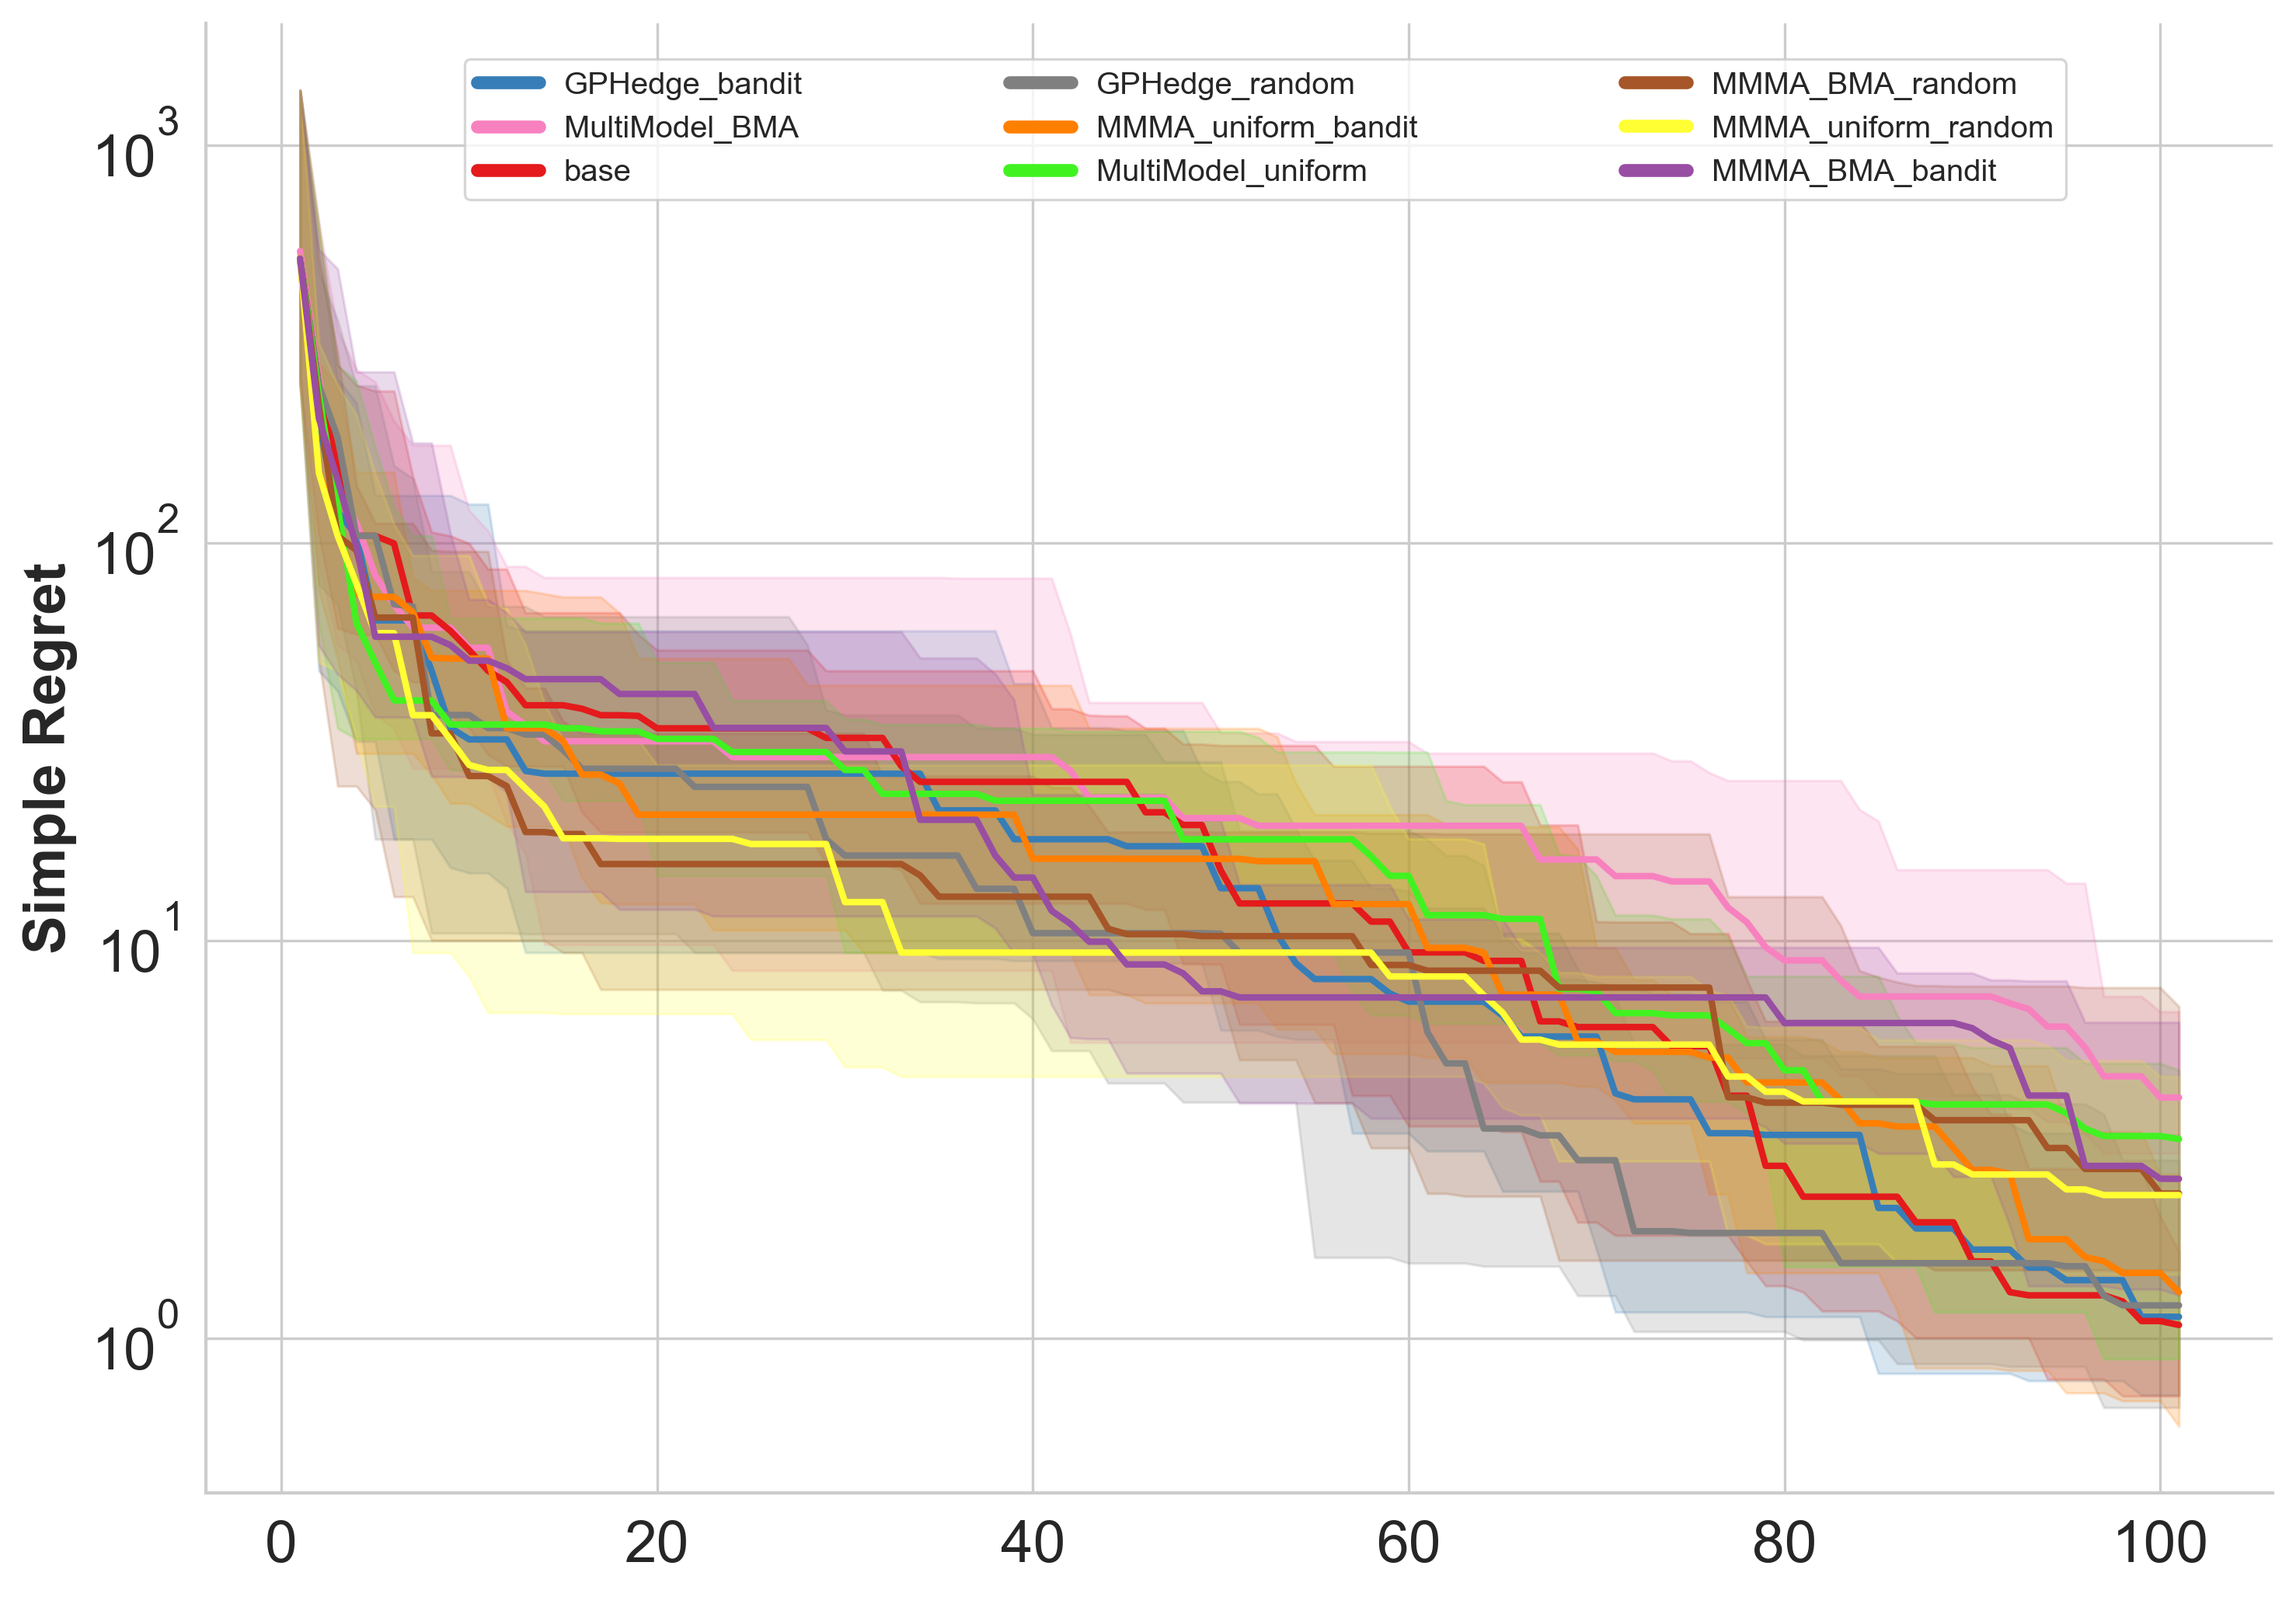 Simple Regret
10^3
10^2
10^1
10^0
GPHedge_bandit GPHedge_random MMMA_BMA_random
MultiModel_BMA MMMA_uniform_bandit MMMA_uniform_random
base MultiModel_uniform MMMA_BMA_bandit
0 20 40 60 80 100